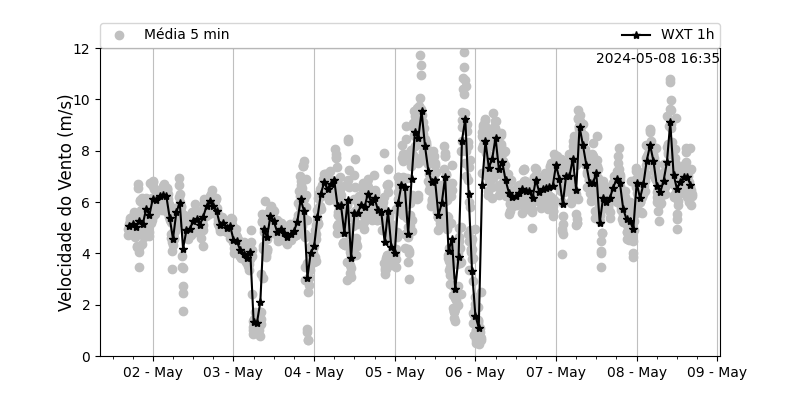 Média 5 min
WXT 1h
2024-05-08 16:35
Velocidade do Vento (m/s)
12
10
8
6
4
2
0
02 - May
03 - May
04 - May
05 - May
06 - May
07 - May
08 - May
09 - May